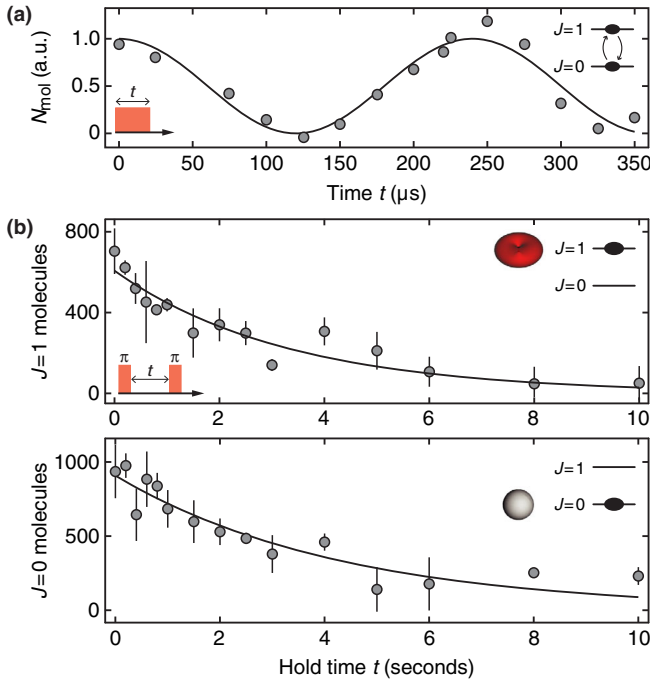 (a)
1.0
0.5
0
N_mol (a.u.)
t
J=1
J=0
0 50 100 150 200 250 300 350
Time t (μs)
(b)
800
400
0
J=1 molecules
J=1
J=0
π t π
0 2 4 6 8 10
1000
500
0
J=0 molecules
J=1
J=0
0 2 4 6 8 10
Hold time t (seconds)